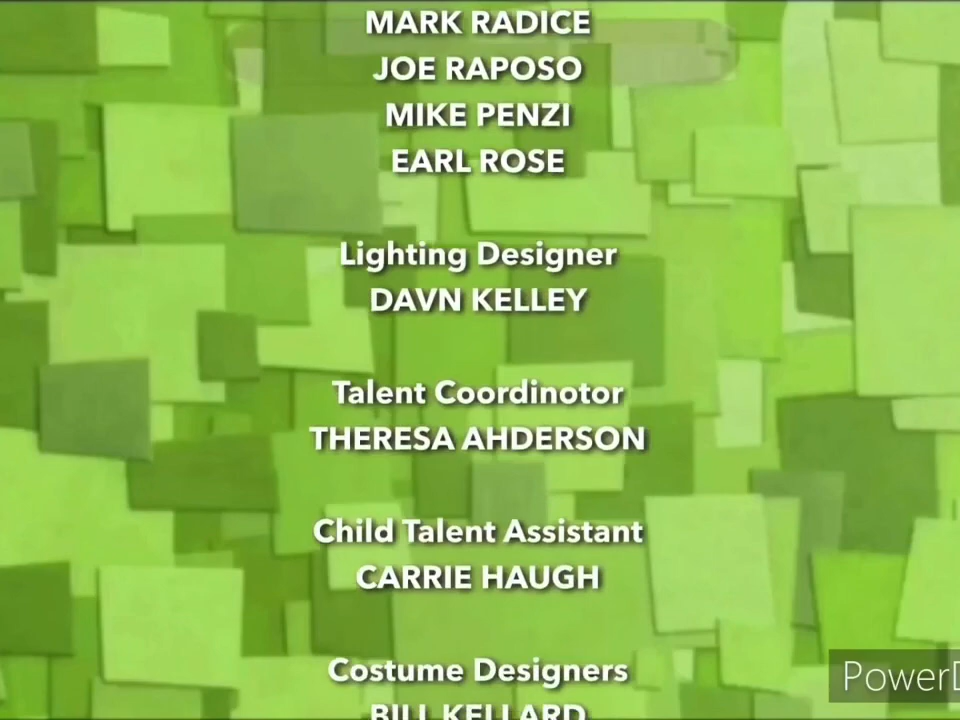 MARK RADICE
JOE RAPOSO
MIKE PENZI
EARL ROSE
Lighting Designer
DAVN KELLEY
Talent Coordinotor
THERESA AHDERSON
Child Talent Assistant
CARRIE HAUGH
Costume Designers
BILL KELLARD
PowerD